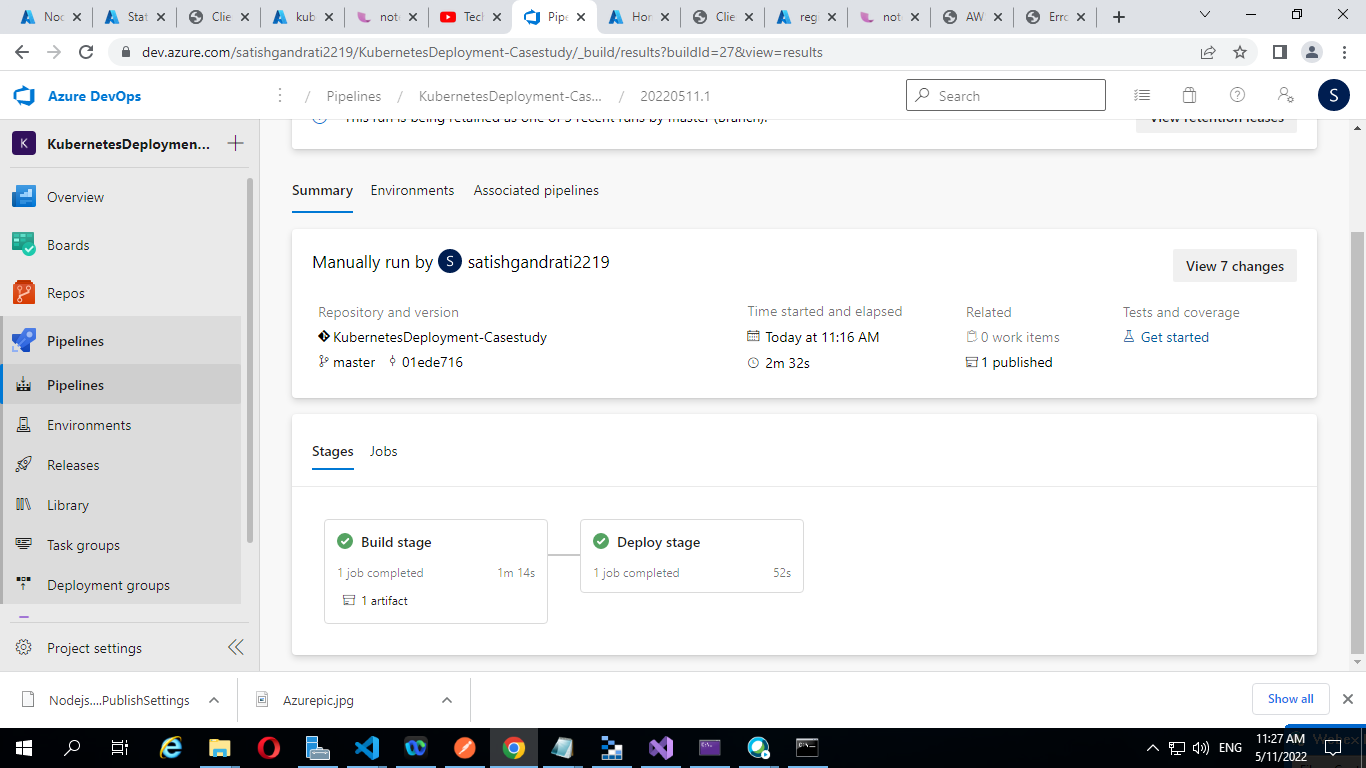 Noc
Stat
Clie
kub
note
Tech
Pipe
Hor
Clie
reg
not
AW
Erro
dev.azure.com/satishgandrati2219/KubernetesDeployment-Casestudy/_build/results?buildId=27&view=results
Azure DevOps
/ Pipelines / KubernetesDeployment-Cas... / 20220511.1
Search
S
K KubernetesDeploymen...
This run is being retained as one of 3 recent runs by master (Branch).
View retention leases
Overview
Boards
Repos
Pipelines
Pipelines
Environments
Releases
Library
Task groups
Deployment groups
Project settings
Summary Environments Associated pipelines
Manually run by S satishgandrati2219
View 7 changes
Repository and version
KubernetesDeployment-Casestudy
master 01ede716
Time started and elapsed
Today at 11:16 AM
2m 32s
Related
0 work items
1 published
Tests and coverage
Get started
Stages Jobs
Build stage
1 job completed 1m 14s
1 artifact
Deploy stage
1 job completed 52s
Nodejs....PublishSettings
Azurepic.jpg
Show all
ENG
11:27 AM
5/11/2022